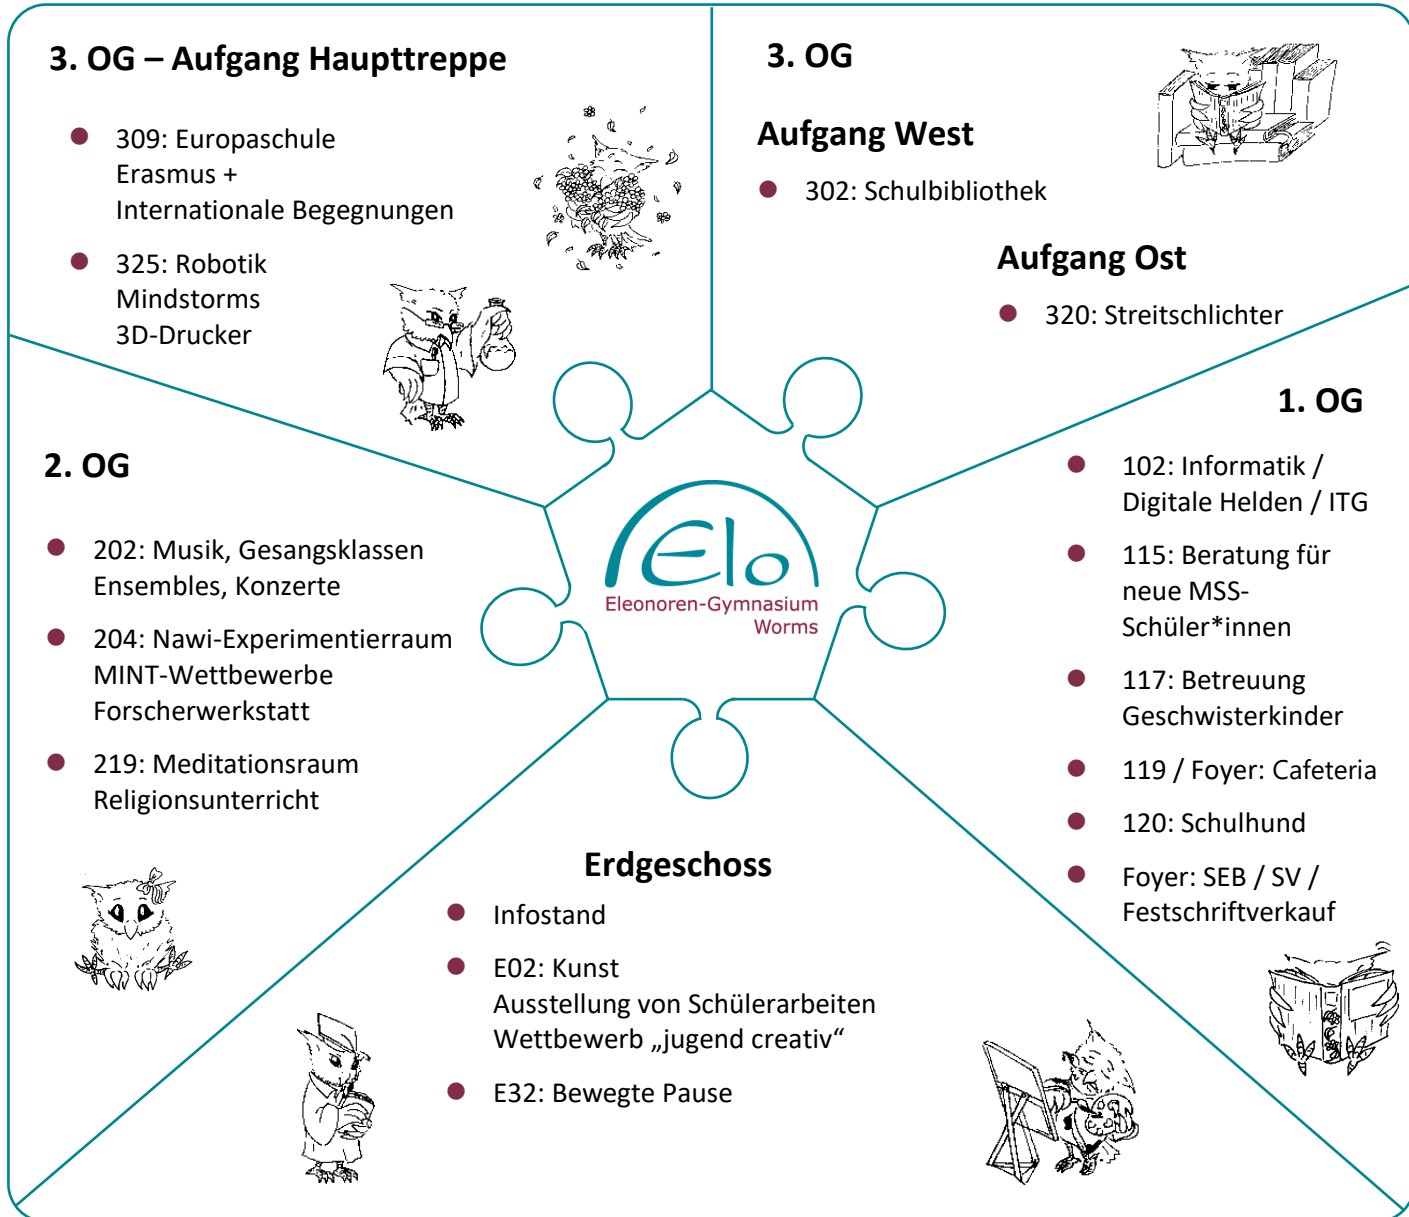 3. OG – Aufgang Haupttreppe
309: Europaschule
Erasmus +
Internationale Begegnungen
325: Robotik
Mindstorms
3D-Drucker
3. OG
Aufgang West
302: Schulbibliothek
Aufgang Ost
320: Streitschlichter
1. OG
102: Informatik /
Digitale Helden / ITG
115: Beratung für
neue MSS-
Schüler*innen
117: Betreuung
Geschwisterkinder
119 / Foyer: Cafeteria
120: Schulhund
Foyer: SEB / SV /
Festschriftverkauf
2. OG
202: Musik, Gesangsklassen
Ensembles, Konzerte
204: Nawi-Experimentierraum
MINT-Wettbewerbe
Forscherwerkstatt
219: Meditationsraum
Religionsunterricht
Elo
Eleonoren-Gymnasium
Worms
Erdgeschoss
Infostand
E02: Kunst
Ausstellung von Schülerarbeiten
Wettbewerb „jugend creativ“
E32: Bewegte Pause